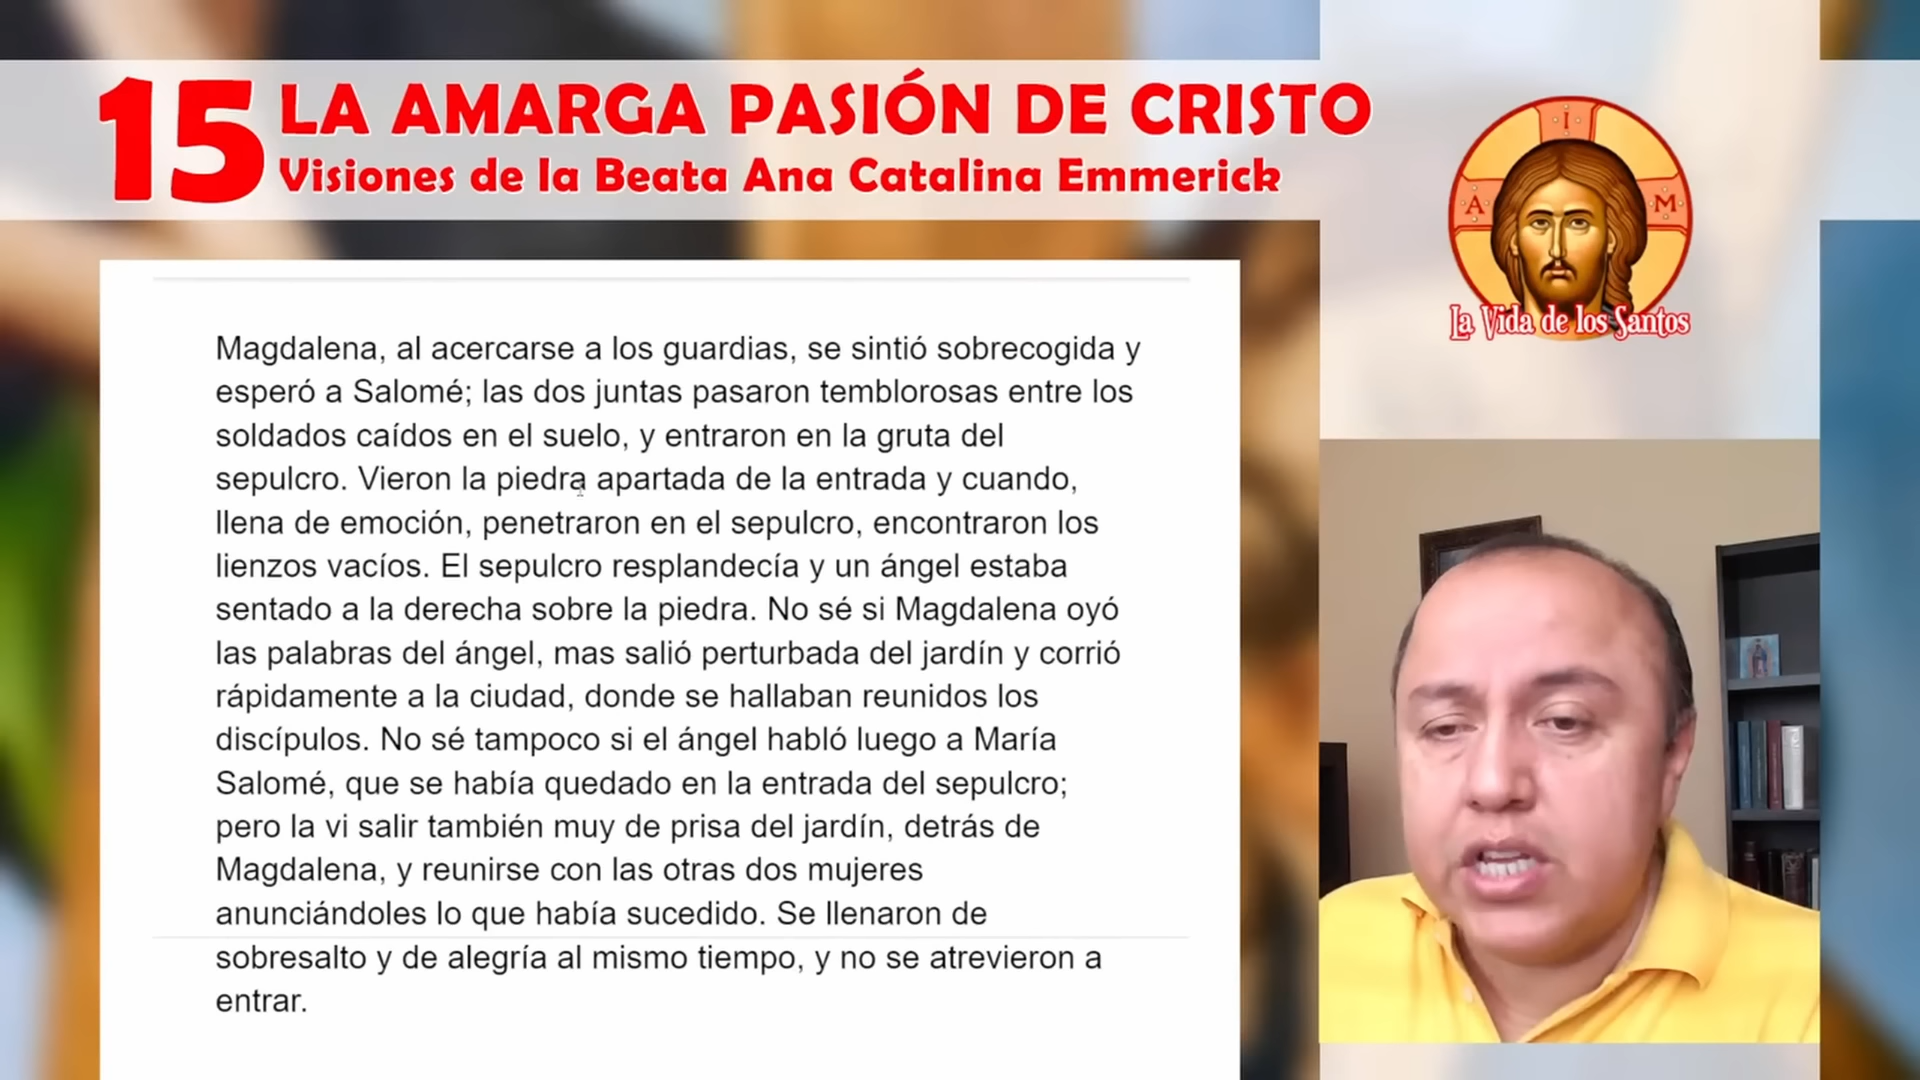 15
LA AMARGA PASIÓN DE CRISTO
Visiones de la Beata Ana Catalina Emmerick
I
A
M
La Vida de los Santos
Magdalena, al acercarse a los guardias, se sintió sobrecogida y
esperó a Salomé; las dos juntas pasaron temblorosas entre los
soldados caídos en el suelo, y entraron en la gruta del
sepulcro. Vieron la piedra apartada de la entrada y cuando,
llena de emoción, penetraron en el sepulcro, encontraron los
lienzos vacíos. El sepulcro resplandecía y un ángel estaba
sentado a la derecha sobre la piedra. No sé si Magdalena oyó
las palabras del ángel, mas salió perturbada del jardín y corrió
rápidamente a la ciudad, donde se hallaban reunidos los
discípulos. No sé tampoco si el ángel habló luego a María
Salomé, que se había quedado en la entrada del sepulcro;
pero la vi salir también muy de prisa del jardín, detrás de
Magdalena, y reunirse con las otras dos mujeres
anunciándoles lo que había sucedido. Se llenaron de
sobresalto y de alegría al mismo tiempo, y no se atrevieron a
entrar.